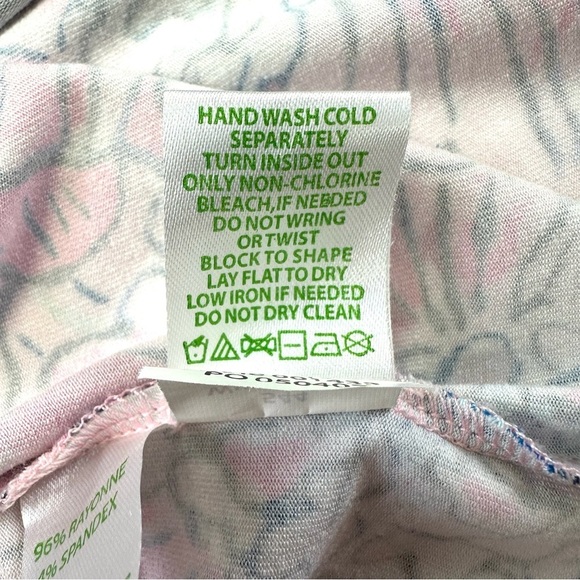 HAND WASH COLD
SEPARATELY
TURN INSIDE OUT
ONLY NON-CHLORINE
BLEACH,IF NEEDED
DO NOT WRING
OR TWIST
BLOCK TO SHAPE
LAY FLAT TO DRY
LOW IRON IF NEEDED
DO NOT DRY CLEAN
96% RAYONNE
4% SPANDEX